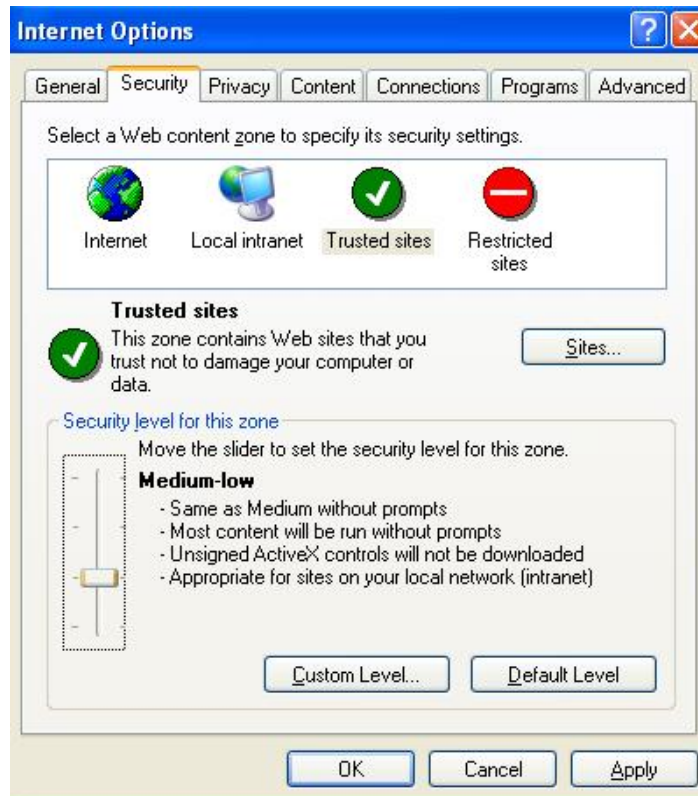 Internet Options
General Security Privacy Content Connections Programs Advanced
Select a Web content zone to specify its security settings.
Internet Local intranet Trusted sites Restricted
sites
Trusted sites
This zone contains Web sites that you
trust not to damage your computer or
data.
Sites...
Security level for this zone
Move the slider to set the security level for this zone.
Medium-low
- Same as Medium without prompts
- Most content will be run without prompts
- Unsigned ActiveX controls will not be downloaded
- Appropriate for sites on your local network (intranet)
Custom Level... Default Level
OK Cancel Apply